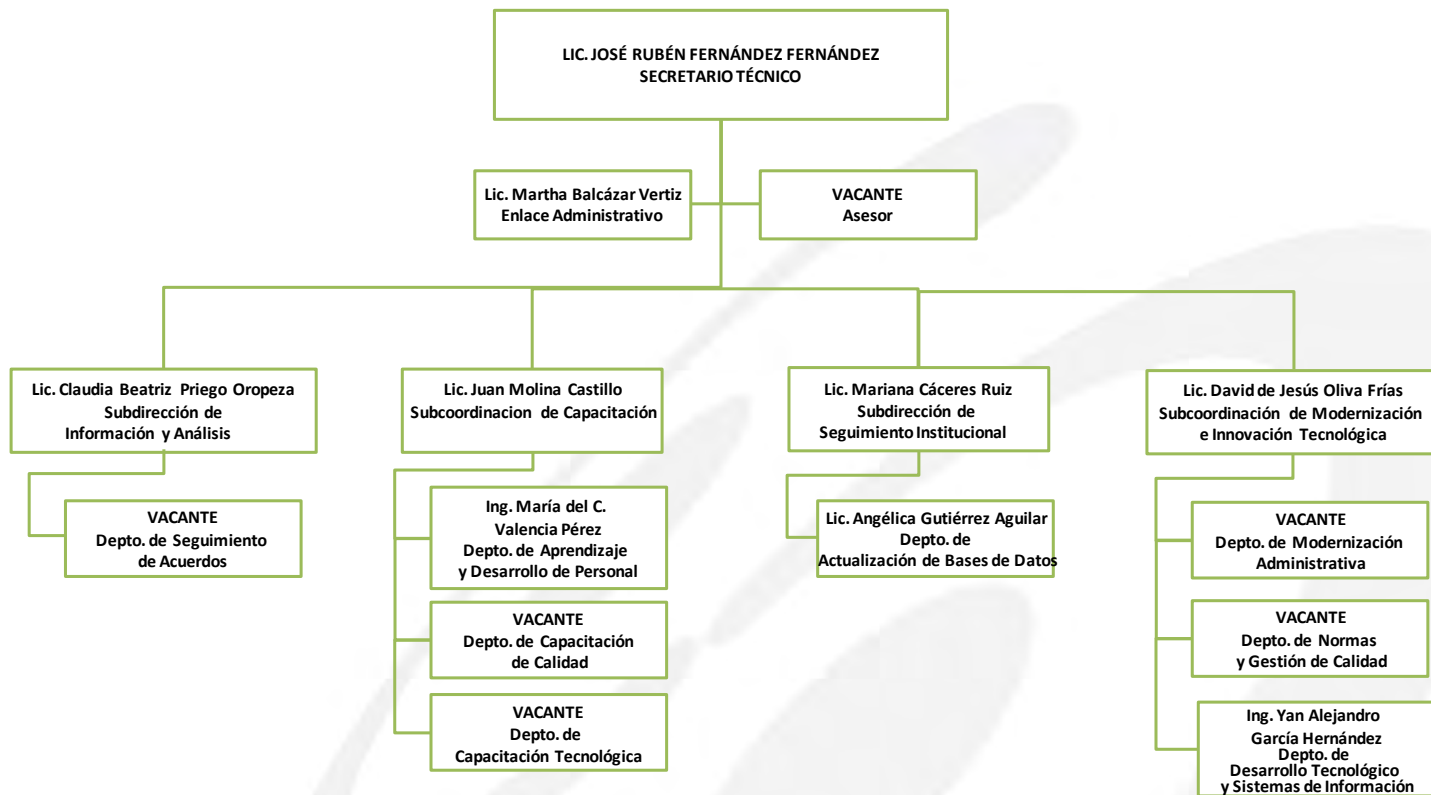 LIC. JOSÉ RUBÉN FERNÁNDEZ FERNÁNDEZ
SECRETARIO TÉCNICO
Lic. Martha Balcázar Vertiz
Enlace Administrativo
VACANTE
Asesor
Lic. Claudia Beatriz Priego Oropeza
Subdirección de
Información y Análisis
VACANTE
Depto. de Seguimiento
de Acuerdos
Lic. Juan Molina Castillo
Subcoordinacion de Capacitación
Ing. María del C.
Valencia Pérez
Depto. de Aprendizaje
y Desarrollo de Personal
VACANTE
Depto. de Capacitación
de Calidad
VACANTE
Depto. de
Capacitación Tecnológica
Lic. Mariana Cáceres Ruiz
Subdirección de
Seguimiento Institucional
Lic. Angélica Gutiérrez Aguilar
Depto. de
Actualización de Bases de Datos
Lic. David de Jesús Oliva Frías
Subcoordinación de Modernización
e Innovación Tecnológica
VACANTE
Depto. de Modernización
Administrativa
VACANTE
Depto. de Normas
y Gestión de Calidad
Ing. Yan Alejandro
García Hernández
Depto. de
Desarrollo Tecnológico
y Sistemas de Información